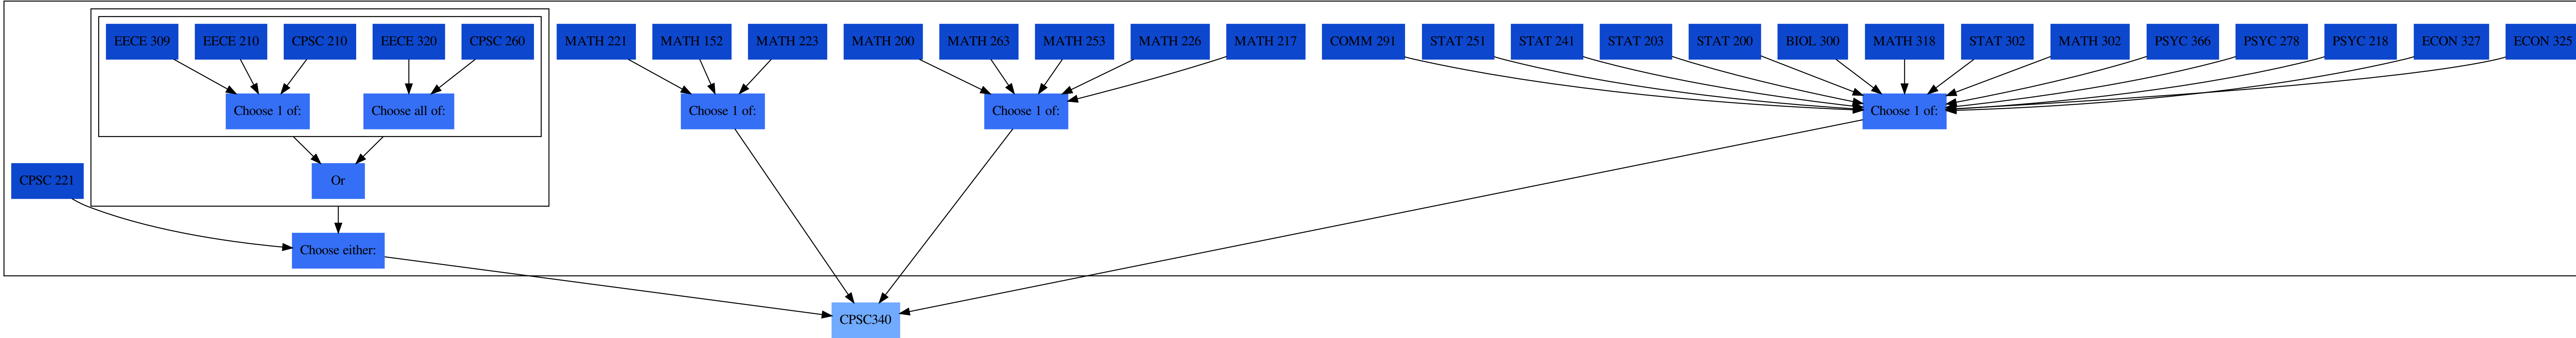 EECE 309
EECE 210
CPSC 210
EECE 320
CPSC 260
MATH 221
MATH 152
MATH 223
MATH 200
MATH 263
MATH 253
MATH 226
MATH 217
COMM 291
STAT 251
STAT 241
STAT 203
STAT 200
BIOL 300
MATH 318
STAT 302
MATH 302
PSYC 366
PSYC 278
PSYC 218
ECON 327
ECON 325
Choose 1 of:
Choose all of:
Choose 1 of:
Choose 1 of:
Choose 1 of:
CPSC 221
Or
Choose either:
CPSC340